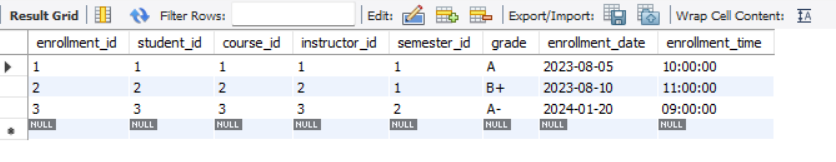 Result Grid Filter Rows: Edit: Export/Import: Wrap Cell Content: IA
enrollment_id student_id course_id instructor_id semester_id grade enrollment_date enrollment_time
1 1 1 1 1 A 2023-08-05 10:00:00
2 2 2 2 1 B+ 2023-08-10 11:00:00
3 3 3 3 2 A- 2024-01-20 09:00:00
NULL NULL NULL NULL NULL NULL NULL NULL